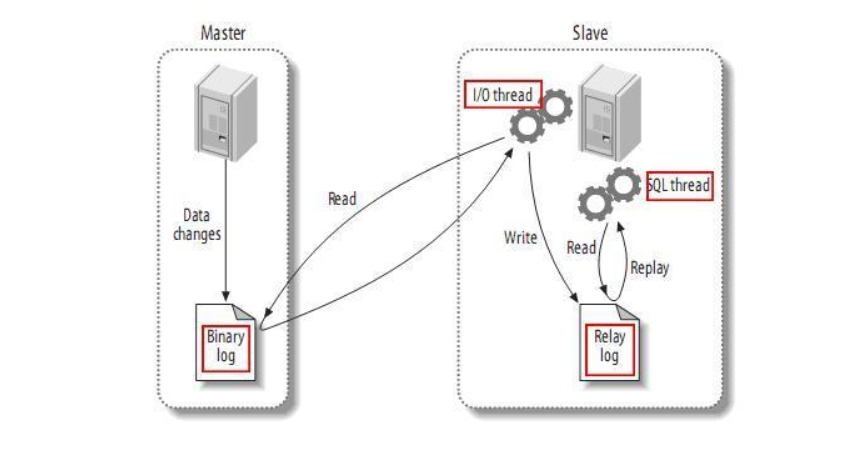 Master
Slave
I/O thread
SQL thread
Read
Data
changes
Write
Read
Replay
Binary
log
Relay
log